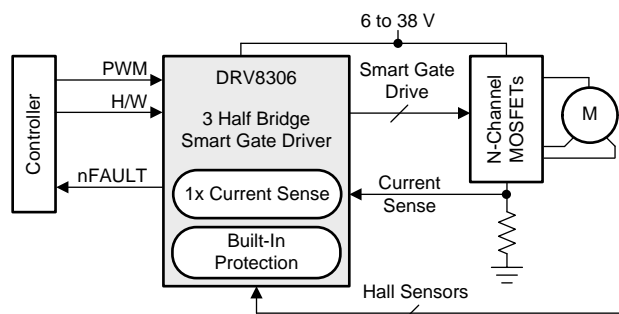 6 to 38 V
Controller
PWM
H/W
nFAULT
DRV8306
3 Half Bridge
Smart Gate Driver
1x Current Sense
Built-In
Protection
Smart Gate
Drive
Current
Sense
N-Channel
MOSFETs
M
Hall Sensors